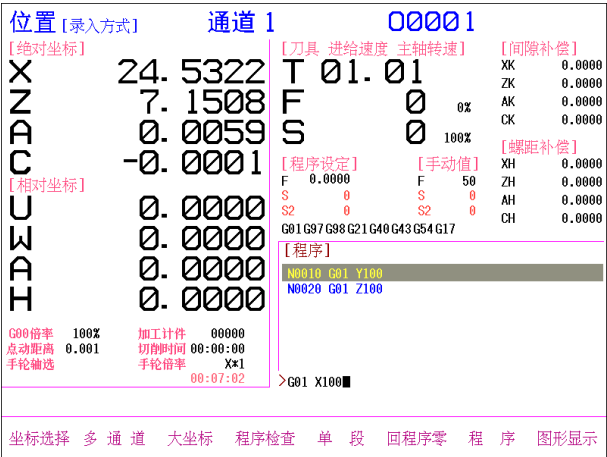 位置[录入方式] 通道 1 O0001
[绝对坐标] [刀具 进给速度 主轴转速] [间隙补偿]
X 24.5322 T 01.01 XK 0.0000
Z 7.1508 F 0 0% ZK 0.0000
A 0.0059 S 0 100% AK 0.0000
C -0.0001 CK 0.0000
[相对坐标] [程序设定] [手动值] [螺距补偿]
U 0.0000 F 0.0000 F 50 XH 0.0000
W 0.0000 S 0 S 0 ZH 0.0000
A 0.0000 S2 0 S2 0 AH 0.0000
H 0.0000 CH 0.0000
G01 G97 G98 G21 G40 G43 G54 G17
[程序]
N0010 G01 Y100
N0020 G01 Z100
G00倍率 100% 加工计件 00000
点动距离 0.001 切削时间 00:00:00
手轮轴选 手轮倍率 X*1
00:07:02
>G01 X100
坐标选择 多通道 大坐标 程序检查 单段 回程序零 程序 图形显示